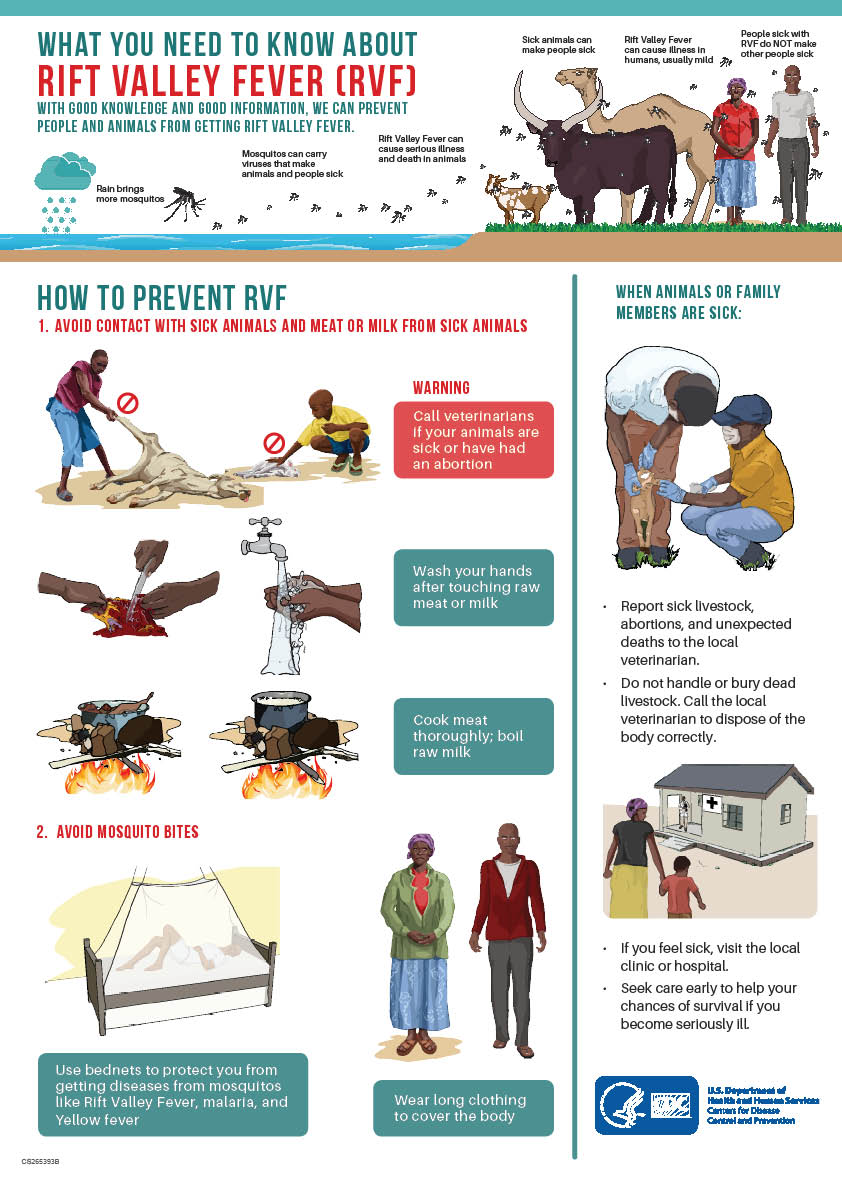 WHAT YOU NEED TO KNOW ABOUT
RIFT VALLEY FEVER (RVF)
WITH GOOD KNOWLEDGE AND GOOD INFORMATION, WE CAN PREVENT
PEOPLE AND ANIMALS FROM GETTING RIFT VALLEY FEVER.
Rain brings
more mosquitos
Mosquitos can carry
viruses that make
animals and people sick
Rift Valley Fever can
cause serious illness
and death in animals
Sick animals can
make people sick
Rift Valley Fever
can cause illness in
humans, usually mild
People sick with
RVF do NOT make
other people sick
HOW TO PREVENT RVF
1. AVOID CONTACT WITH SICK ANIMALS AND MEAT OR MILK FROM SICK ANIMALS
WARNING
Call veterinarians
if your animals are
sick or have had
an abortion
Wash your hands
after touching raw
meat or milk
Cook meat
thoroughly; boil
raw milk
2. AVOID MOSQUITO BITES
Use bednets to protect you from
getting diseases from mosquitos
like Rift Valley Fever, malaria, and
Yellow fever
Wear long clothing
to cover the body
WHEN ANIMALS OR FAMILY
MEMBERS ARE SICK:
• Report sick livestock,
abortions, and unexpected
deaths to the local
veterinarian.
• Do not handle or bury dead
livestock. Call the local
veterinarian to dispose of the
body correctly.
• If you feel sick, visit the local
clinic or hospital.
• Seek care early to help your
chances of survival if you
become seriously ill.
CDC
U.S. Department of
Health and Human Services
Centers for Disease
Control and Prevention
CS265393B